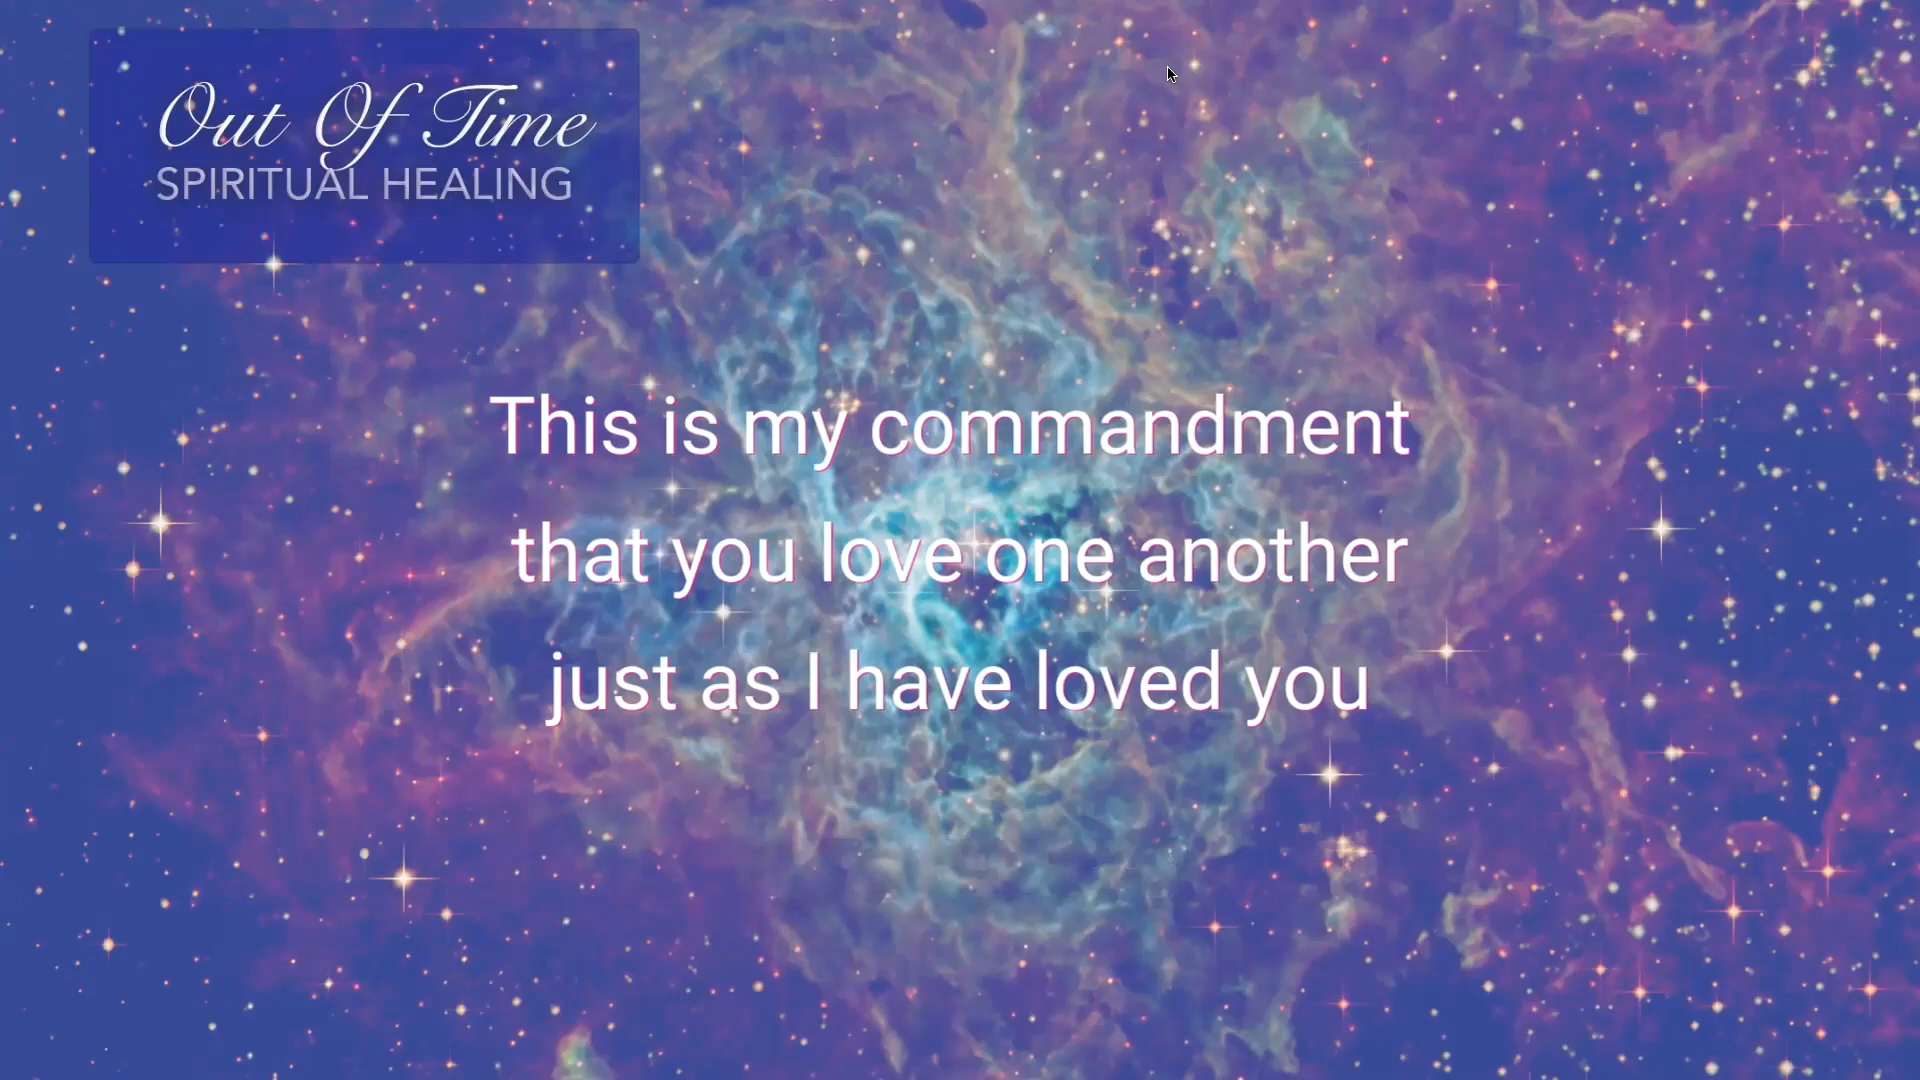 Out Of Time
SPIRITUAL HEALING
This is my commandment
that you love one another
just as I have loved you